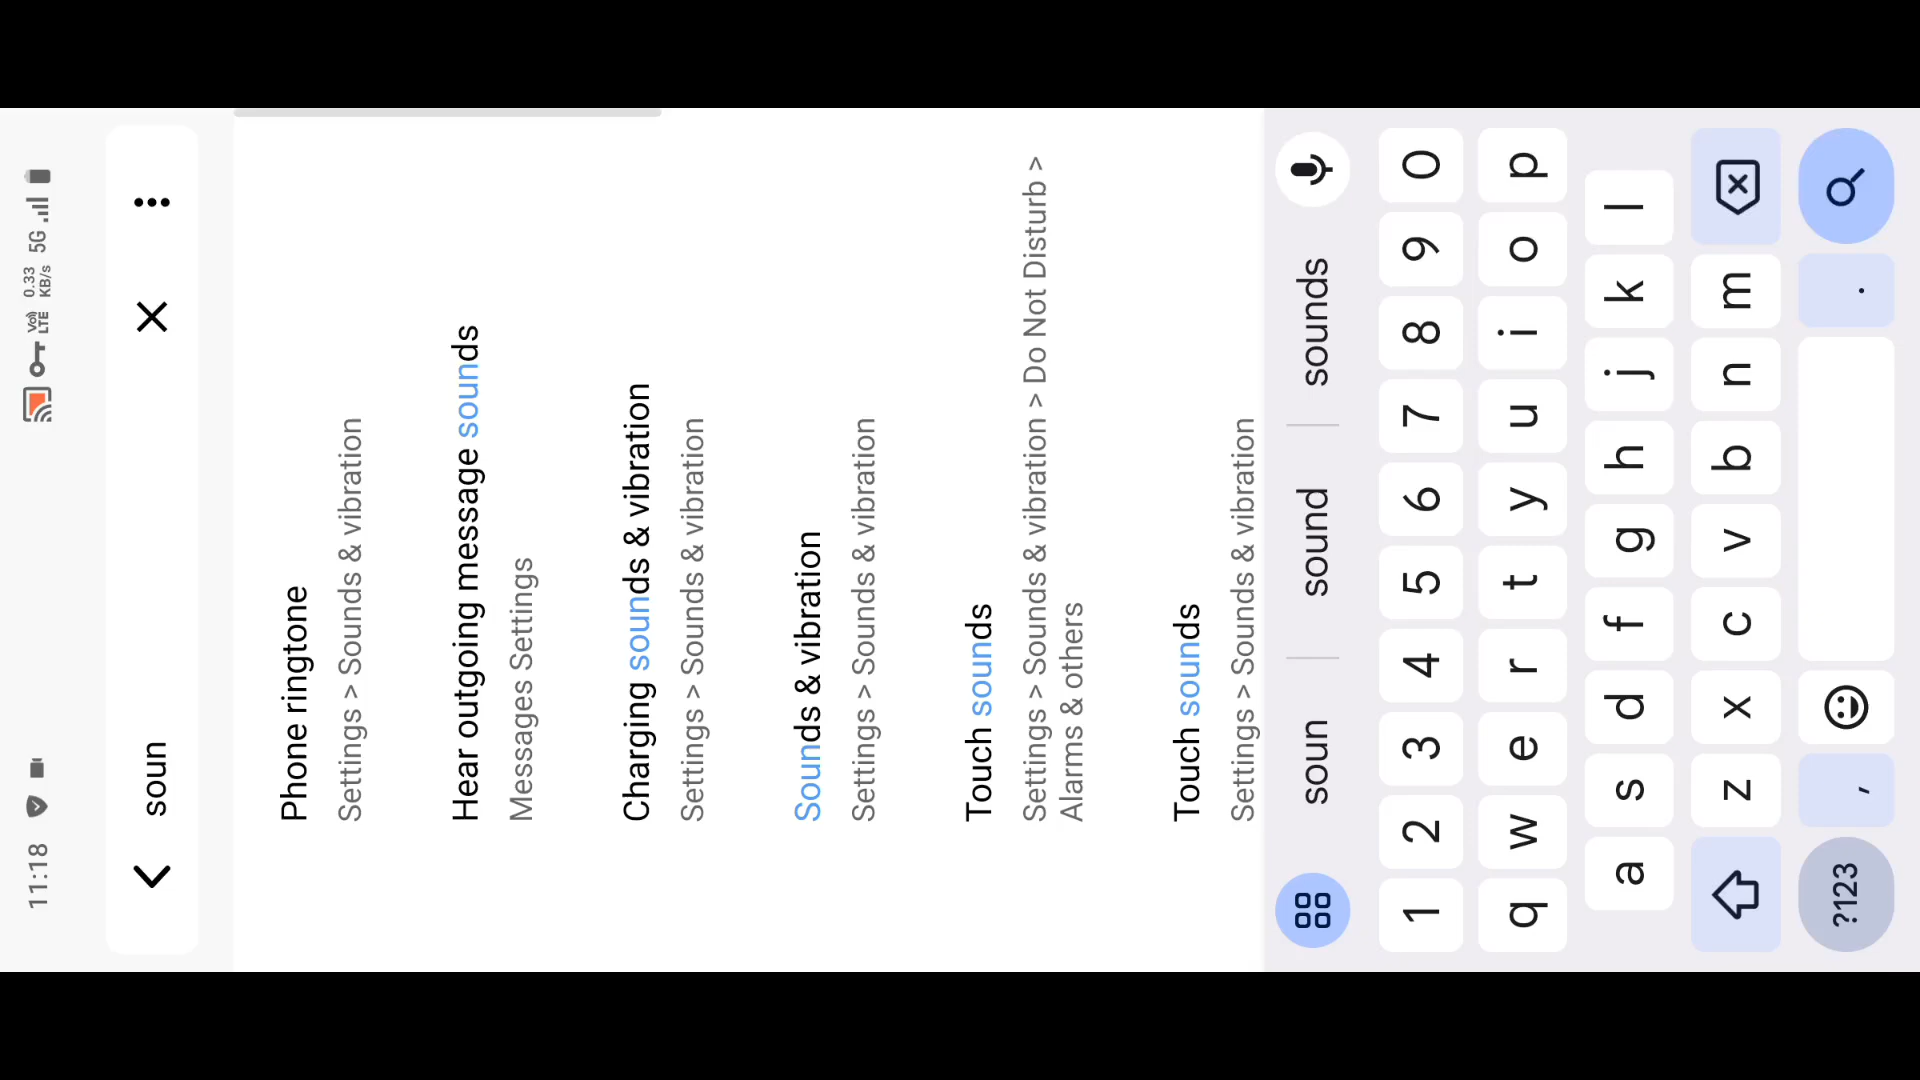 11:18
Vo)) LTE 0.33 KB/s 5G
soun
Phone ringtone
Settings > Sounds & vibration
Hear outgoing message sounds
Messages Settings
Charging sounds & vibration
Settings > Sounds & vibration
Sounds & vibration
Settings > Sounds & vibration
Touch sounds
Settings > Sounds & vibration > Do Not Disturb >
Alarms & others
Touch sounds
Settings > Sounds & vibration
soun sound sounds
1 2 3 4 5 6 7 8 9 0
q w e r t y u i o p
a s d f g h j k l
z x c v b n m
?123 , .